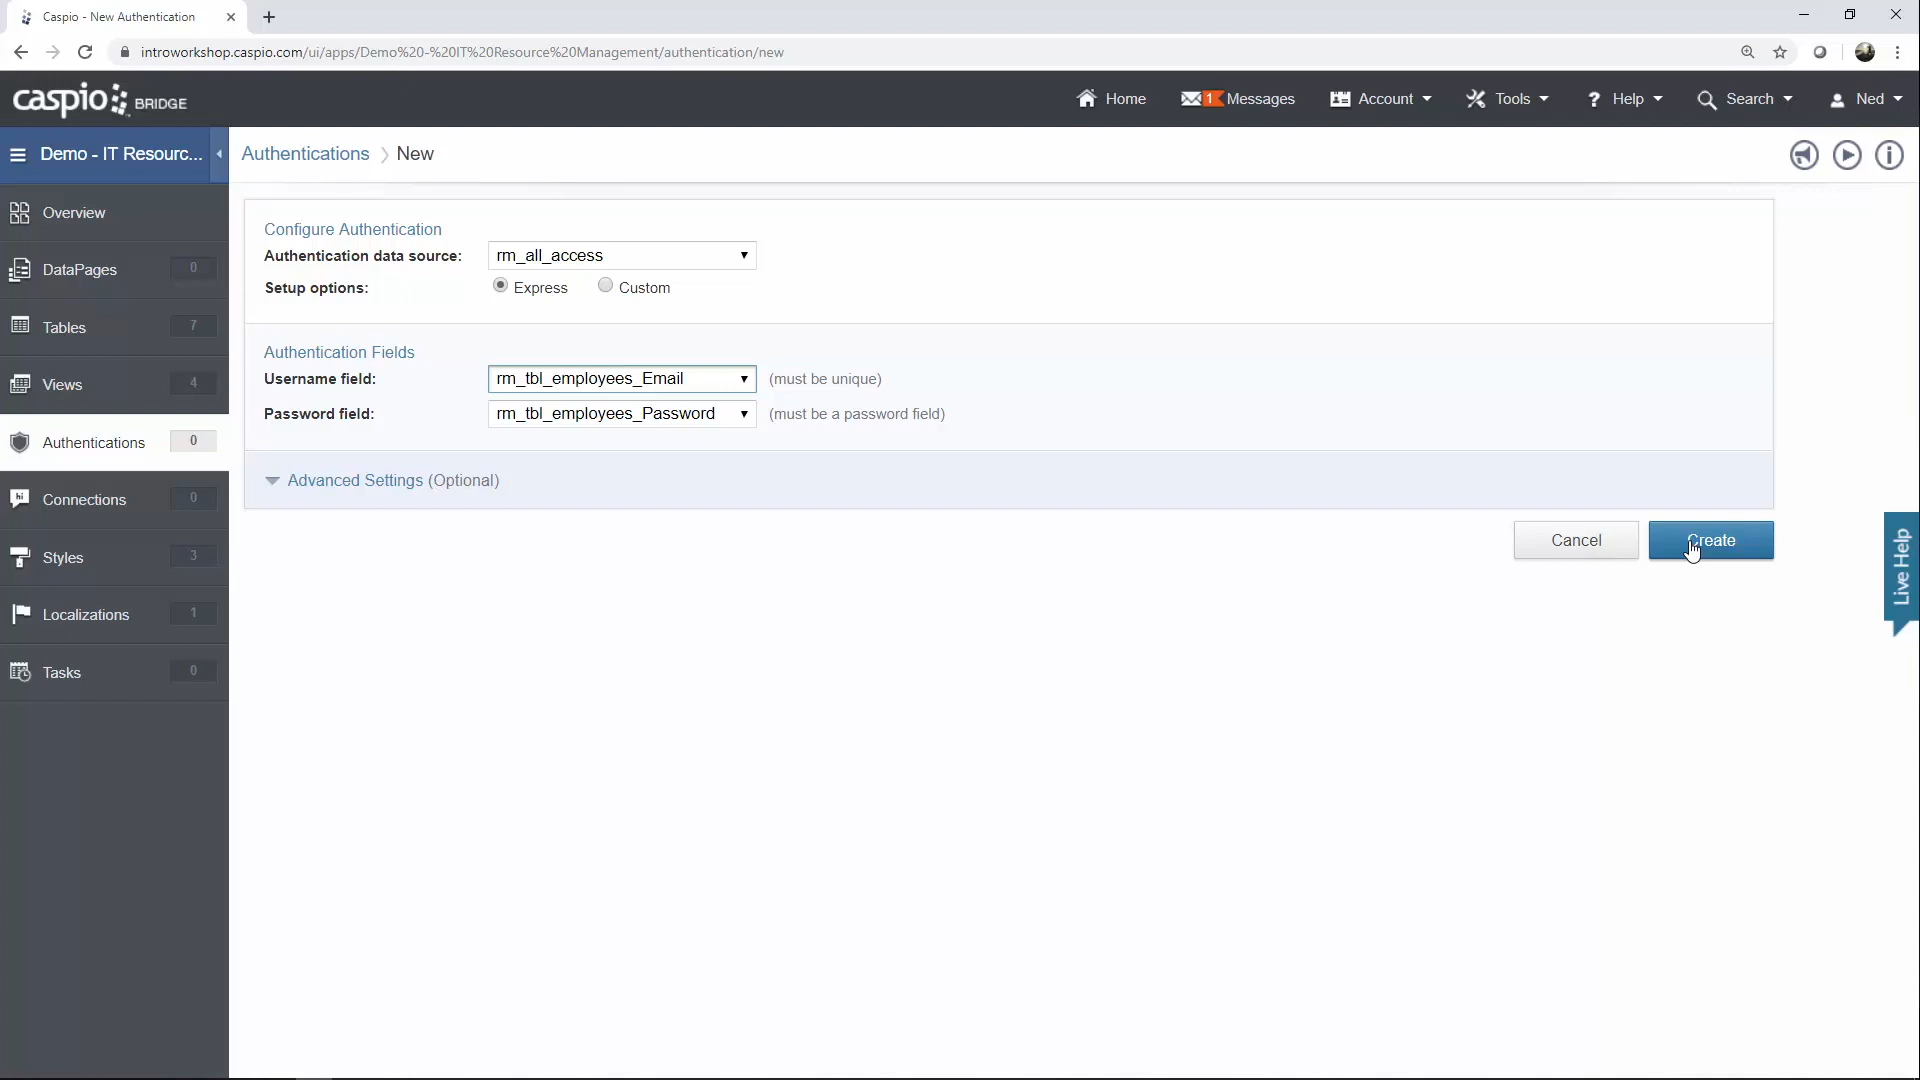 Caspio - New Authentication
introworkshop.caspio.com/ui/apps/Demo%20-%20IT%20Resource%20Management/authentication/new
caspio BRIDGE
Home
1 Messages
Account
Tools
? Help
Search
Ned
Demo - IT Resourc...
Authentications > New
Overview
DataPages 0
Tables 7
Views 4
Authentications 0
hi Connections 0
Styles 3
Localizations 1
Tasks 0
Configure Authentication
Authentication data source: rm_all_access
Setup options: Express Custom
Authentication Fields
Username field: rm_tbl_employees_Email (must be unique)
Password field: rm_tbl_employees_Password (must be a password field)
Advanced Settings (Optional)
Cancel
Create
Live Help